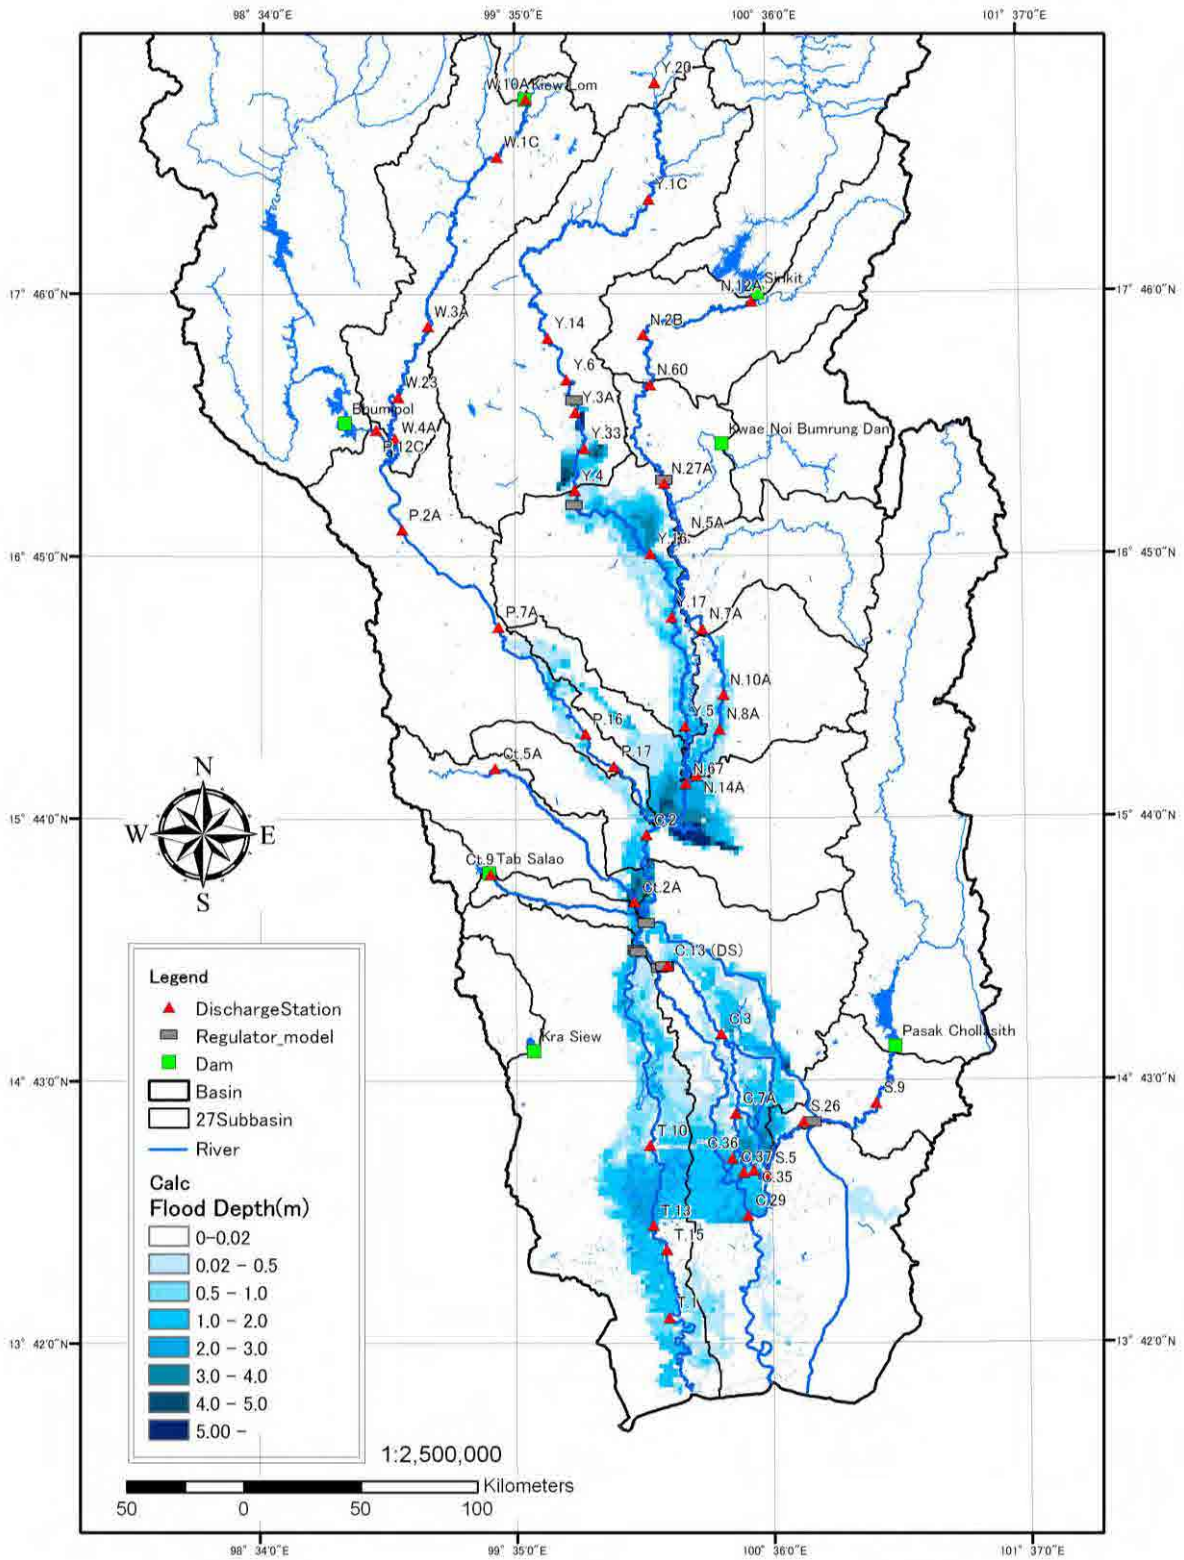 98° 34'0"E
99° 35'0"E
100° 36'0"E
101° 37'0"E
Y.20
W.10A Kiew Lom
W.1C
Y.1C
Sirikit
N.12A
17° 46'0"N
17° 46'0"N
W.3A
Y.14
N.2B
Y.6
N.60
W.23
Y.3A
Bhumipol
W.4A
Y.33
Kwae Noi Bumrung Dan
P.12C
Y.4
N.27A
P.2A
N.5A
Y.16
16° 45'0"N
16° 45'0"N
P.7A
Y.17
N.7A
N.10A
P.16
Y.5
N.8A
Ct.5A
P.17
N.67
N.14A
N
W
E
S
15° 44'0"N
15° 44'0"N
C.2
Ct.9 Tab Salao
Ct.2A
C.13 (DS)
C.3
Pasak Chollasith
Kra Siew
14° 43'0"N
14° 43'0"N
C.7A
S.26
S.9
T.10
C.36
C.37
S.5
C.35
C.29
T.13
T.15
T.1
13° 42'0"N
13° 42'0"N
Legend
DischargeStation
Regulator_model
Dam
Basin
27Subbasin
River
Calc
Flood Depth(m)
0-0.02
0.02 - 0.5
0.5 - 1.0
1.0 - 2.0
2.0 - 3.0
3.0 - 4.0
4.0 - 5.0
5.00 -
1:2,500,000
Kilometers
50
0
50
100
98° 34'0"E
99° 35'0"E
100° 36'0"E
101° 37'0"E